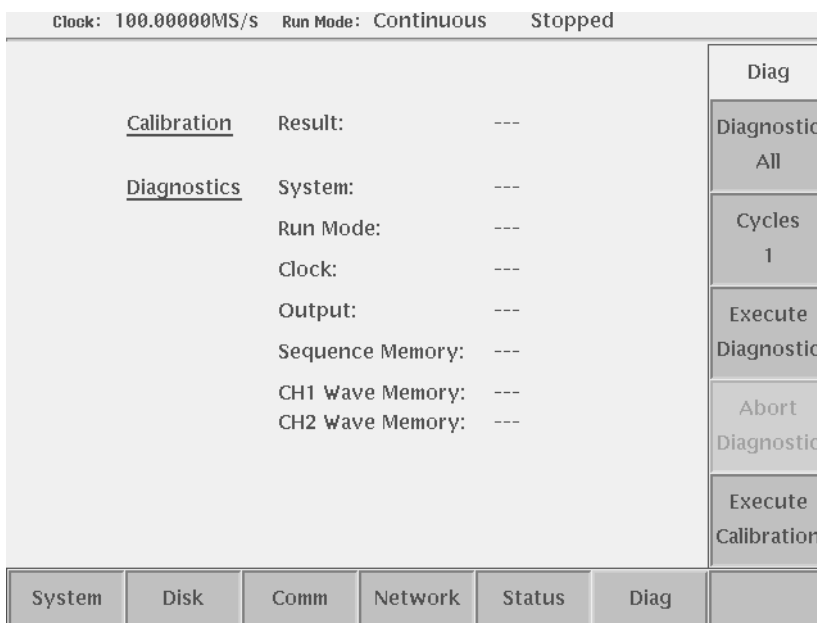 Clock: 100.00000MS/s Run Mode: Continuous Stopped
Diag
Calibration Result: ---
Diagnostics System: ---
Run Mode: ---
Clock: ---
Output: ---
Sequence Memory: ---
CH1 Wave Memory: ---
CH2 Wave Memory: ---
Diagnostic
All
Cycles
1
Execute
Diagnostic
Abort
Diagnostic
Execute
Calibration
System Disk Comm Network Status Diag